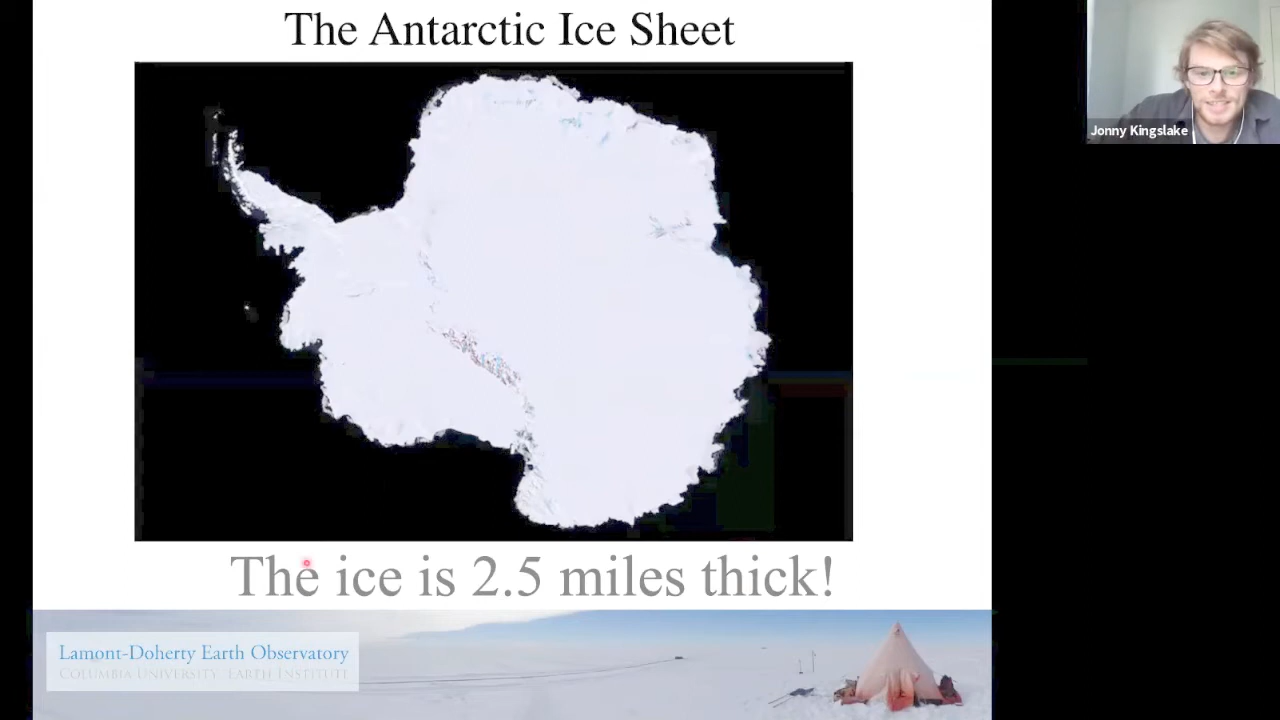 The Antarctic Ice Sheet
Jonny Kingslake
The ice is 2.5 miles thick!
Lamont-Doherty Earth Observatory
COLUMBIA UNIVERSITY EARTH INSTITUTE